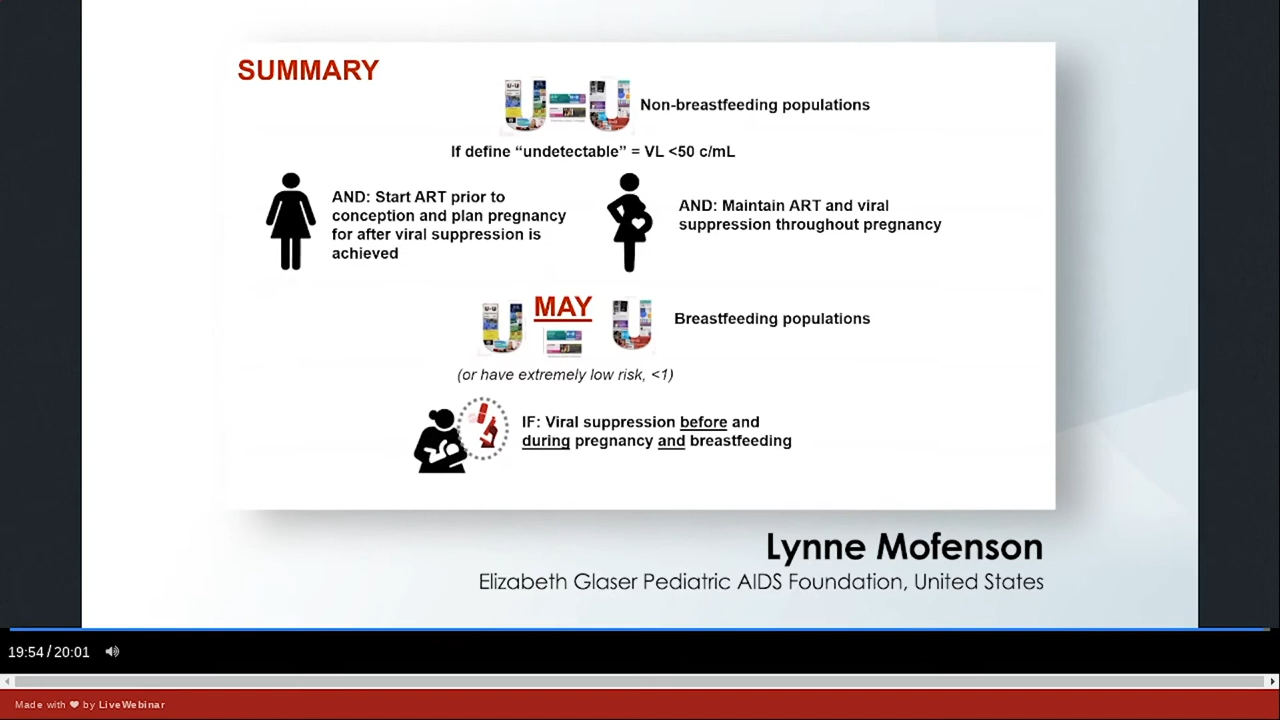 SUMMARY
U=U Non-breastfeeding populations
If define “undetectable” = VL <50 c/mL
AND: Start ART prior to
conception and plan pregnancy
for after viral suppression is
achieved
AND: Maintain ART and viral
suppression throughout pregnancy
MAY
U = U Breastfeeding populations
(or have extremely low risk, <1)
IF: Viral suppression before and
during pregnancy and breastfeeding
Lynne Mofenson
Elizabeth Glaser Pediatric AIDS Foundation, United States
19:54 / 20:01
Made with ❤ by LiveWebinar